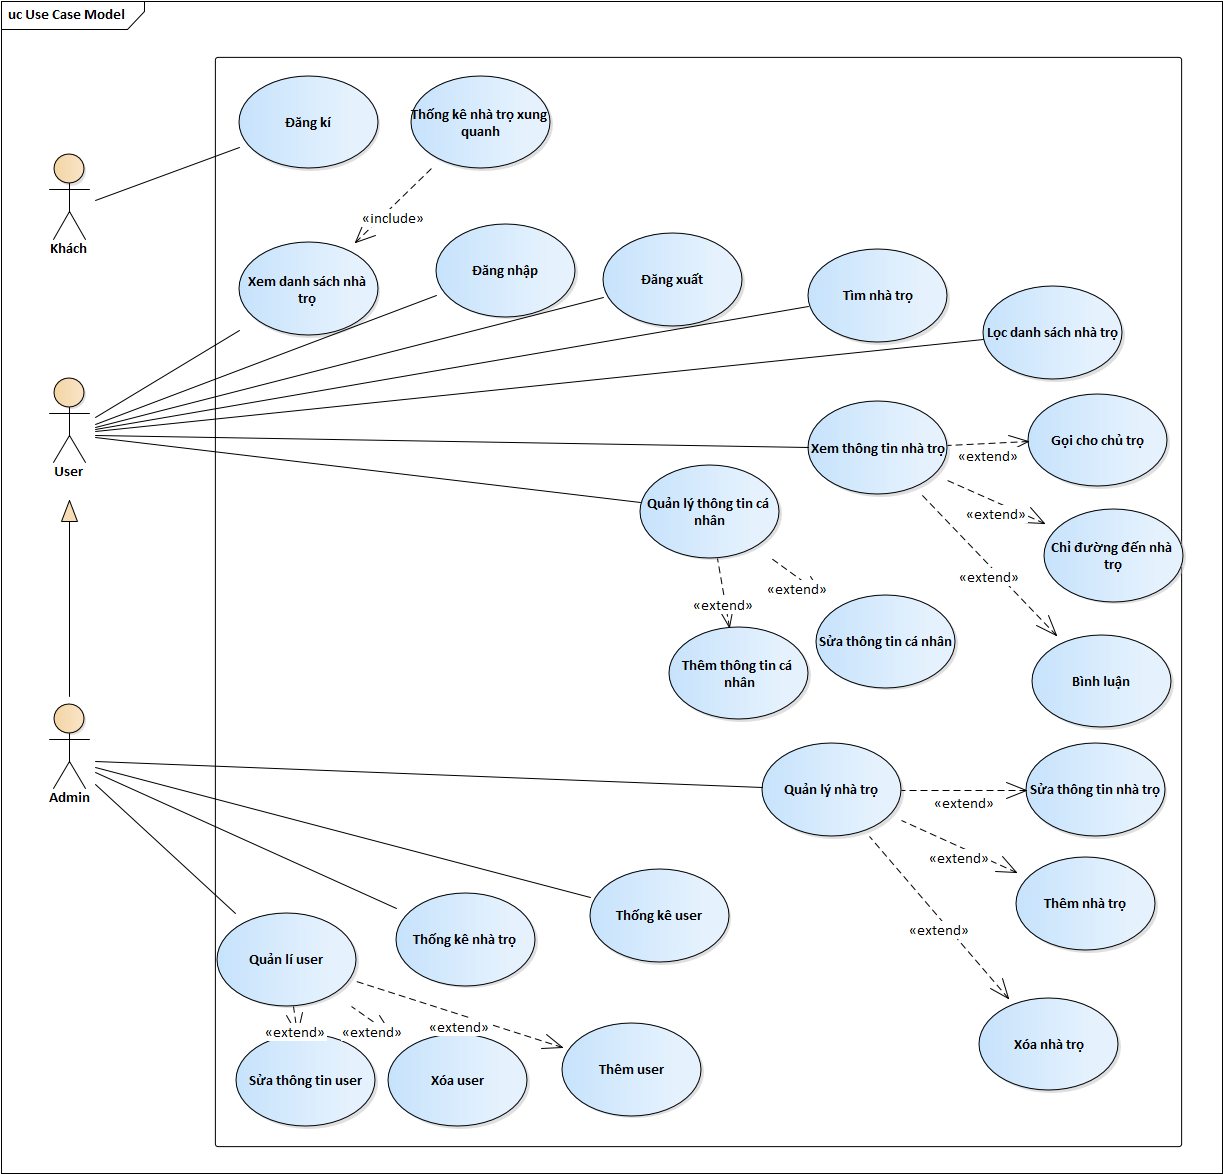 uc Use Case Model
Đăng kí
Thống kê nhà trọ xung
quanh
Khách
«include»
Xem danh sách nhà
trọ
Đăng nhập
Đăng xuất
Tìm nhà trọ
Lọc danh sách nhà trọ
User
Xem thông tin nhà trọ
«extend»
Gọi cho chủ trọ
Quản lý thông tin cá
nhân
«extend»
Chỉ đường đến nhà
trọ
«extend»
«extend»
«extend»
Thêm thông tin cá
nhân
Sửa thông tin cá nhân
Bình luận
Admin
Quản lý nhà trọ
«extend»
Sửa thông tin nhà trọ
«extend»
Thêm nhà trọ
«extend»
Thống kê user
Thống kê nhà trọ
Quản lí user
«extend»
«extend»
«extend»
Sửa thông tin user
Xóa user
Thêm user
Xóa nhà trọ